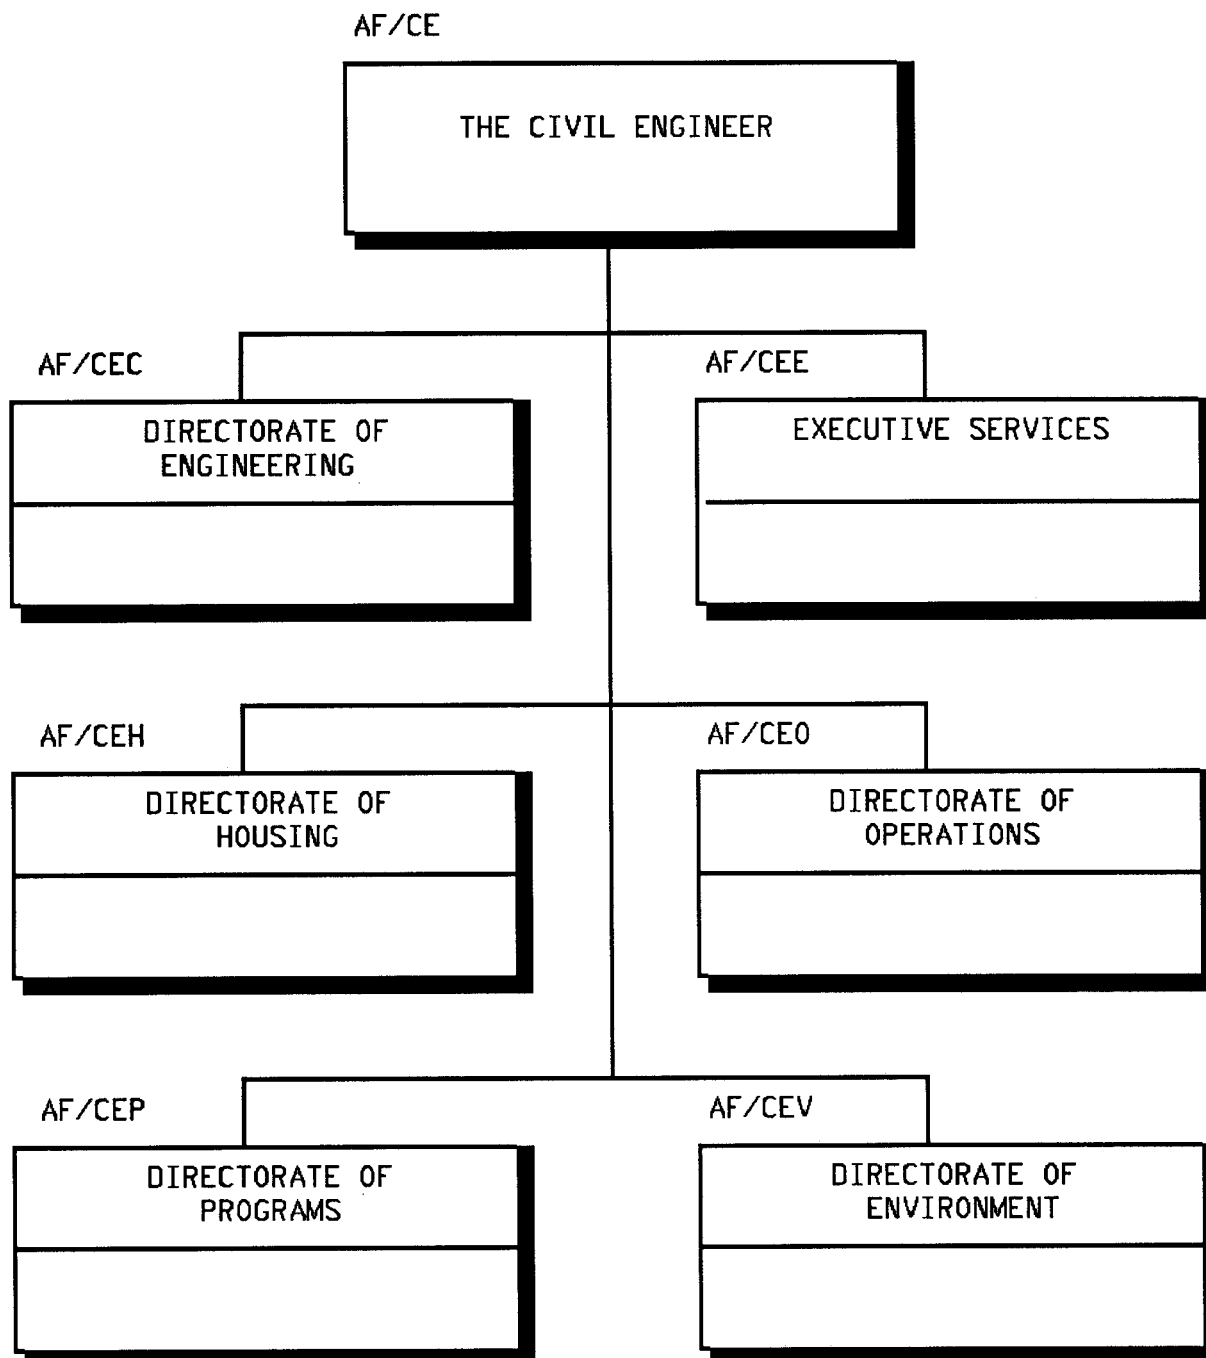 AF/CE
THE CIVIL ENGINEER
AF/CEC
DIRECTORATE OF
ENGINEERING
AF/CEE
EXECUTIVE SERVICES
AF/CEH
DIRECTORATE OF
HOUSING
AF/CEO
DIRECTORATE OF
OPERATIONS
AF/CEP
DIRECTORATE OF
PROGRAMS
AF/CEV
DIRECTORATE OF
ENVIRONMENT